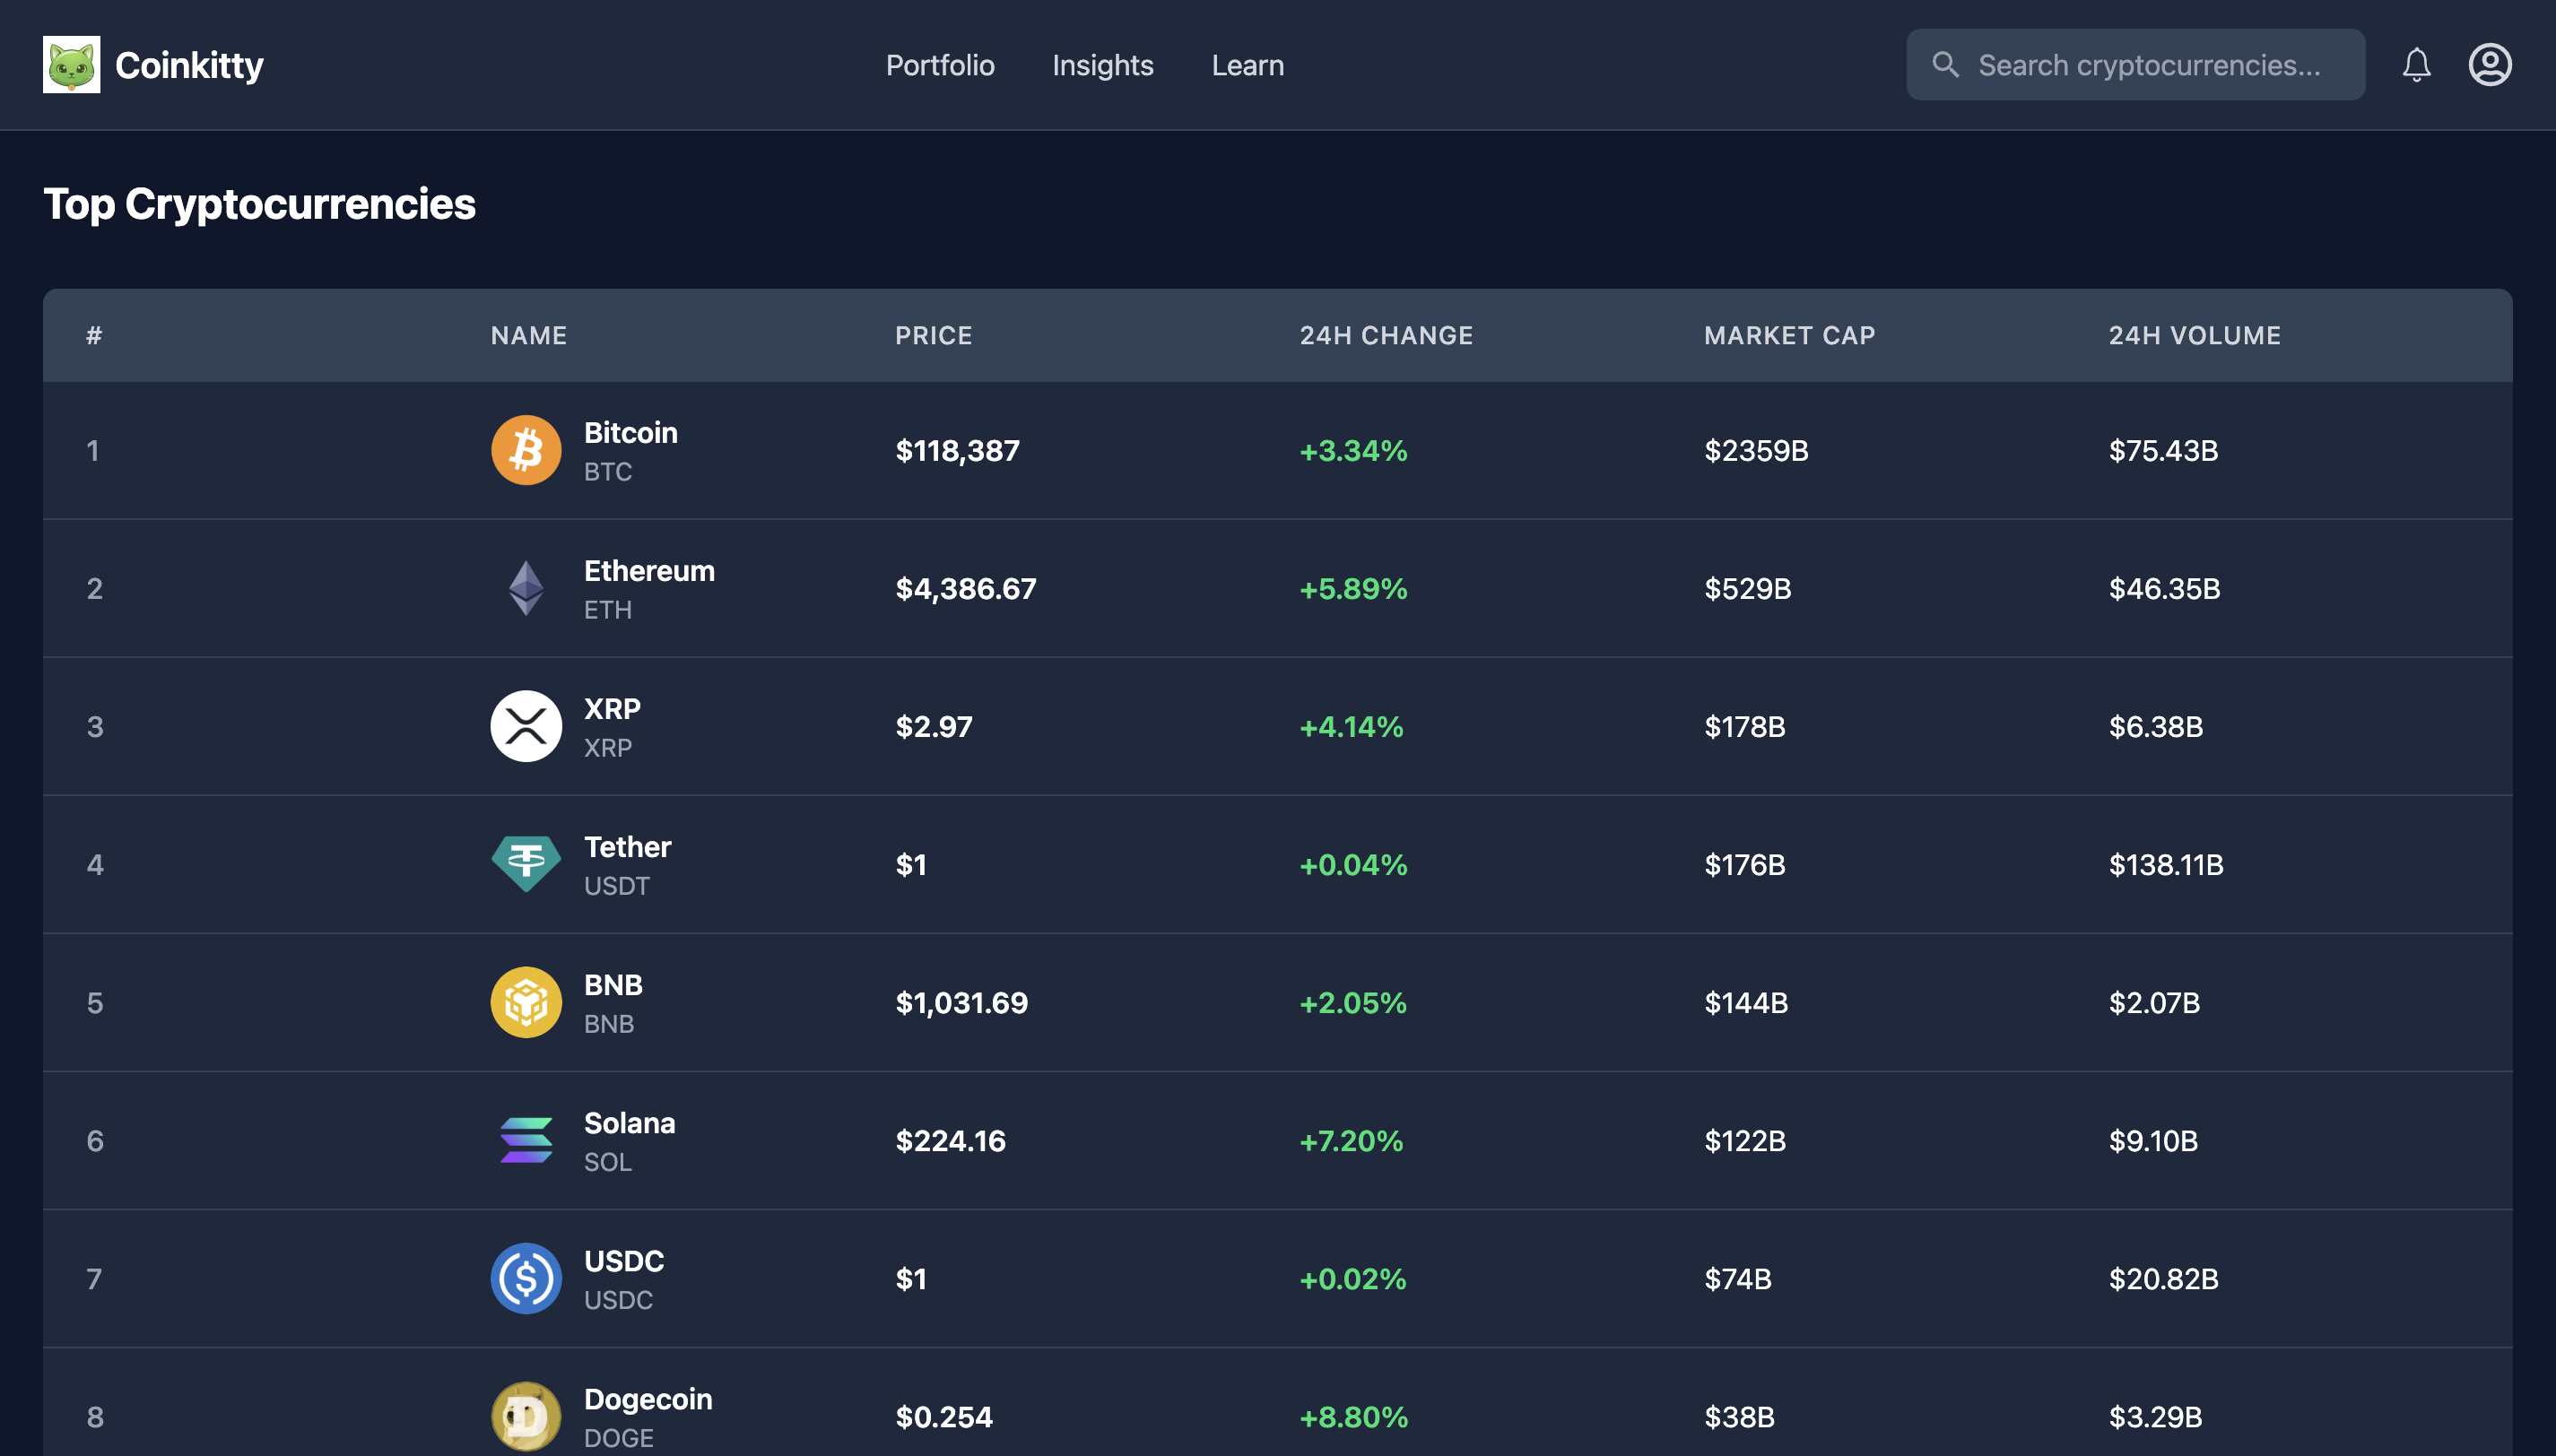 Coinkitty
Portfolio Insights Learn
Search cryptocurrencies...
Top Cryptocurrencies
# NAME PRICE 24H CHANGE MARKET CAP 24H VOLUME
1 Bitcoin BTC $118,387 +3.34% $2359B $75.43B
2 Ethereum ETH $4,386.67 +5.89% $529B $46.35B
3 XRP XRP $2.97 +4.14% $178B $6.38B
4 Tether USDT $1 +0.04% $176B $138.11B
5 BNB BNB $1,031.69 +2.05% $144B $2.07B
6 Solana SOL $224.16 +7.20% $122B $9.10B
7 USDC USDC $1 +0.02% $74B $20.82B
8 Dogecoin DOGE $0.254 +8.80% $38B $3.29B